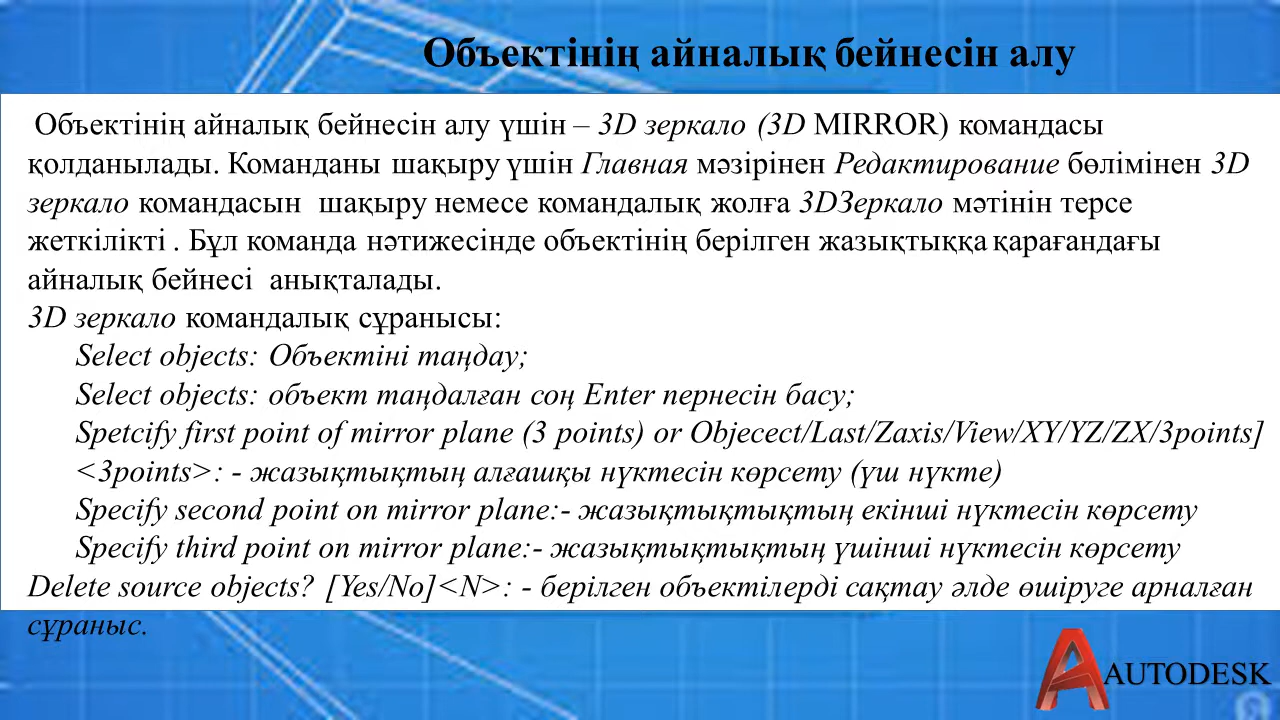 Объектінің айналық бейнесін алу
Объектінің айналық бейнесін алу үшін – 3D зеркало (3D MIRROR) командасы
қолданылады. Команданы шақыру үшін Главная мәзірінен Редактирование бөлімінен 3D
зеркало командасын шақыру немесе командалық жолға 3DЗеркало мәтінін терсе
жеткілікті . Бұл команда нәтижесінде объектінің берілген жазықтыққа қарағандағы
айналық бейнесі анықталады.
3D зеркало командалық сұранысы:
Select objects: Объектіні таңдау;
Select objects: объект таңдалған соң Enter пернесін басу;
Spetcify first point of mirror plane (3 points) or Objecect/Last/Zaxis/View/XY/YZ/ZX/3points]
<3points>: - жазықтықтың алғашқы нүктесін көрсету (үш нүкте)
Specify second point on mirror plane:- жазықтықтықтың екінші нүктесін көрсету
Specify third point on mirror plane:- жазықтықтықтың үшінші нүктесін көрсету
Delete source objects? [Yes/No]<N>: - берілген объектілерді сақтау әлде өшіруге арналған
сұраныс.
AUTODESK